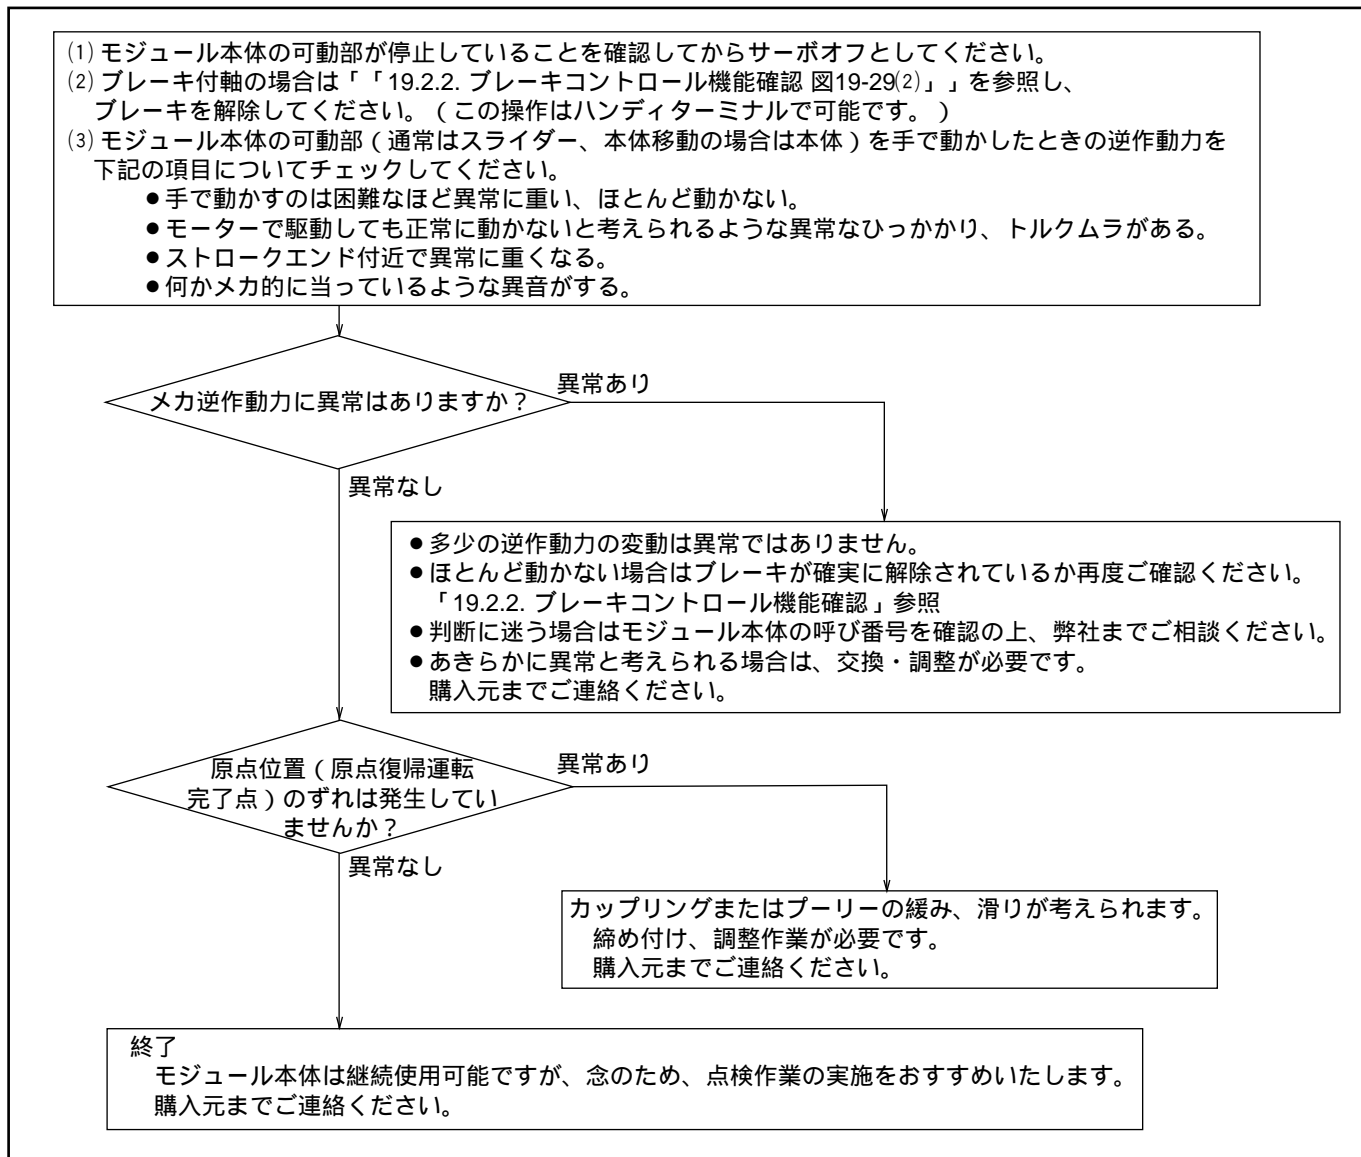 ⑴ モジュール本体の可動部が停止していることを確認してからサーボオフとしてください。
⑵ ブレーキ付軸の場合は「「19.2.2. ブレーキコントロール機能確認 図19-29⑵」」を参照し、
ブレーキを解除してください。（この操作はハンディターミナルで可能です。）
⑶ モジュール本体の可動部（通常はスライダー、本体移動の場合は本体）を手で動かしたときの逆作動力を
下記の項目についてチェックしてください。
●手で動かすのは困難なほど異常に重い、ほとんど動かない。
●モーターで駆動しても正常に動かないと考えられるような異常なひっかかり、トルクムラがある。
●ストロークエンド付近で異常に重くなる。
●何かメカ的に当っているような異音がする。
メカ逆作動力に異常はありますか？
異常あり
異常なし
●多少の逆作動力の変動は異常ではありません。
●ほとんど動かない場合はブレーキが確実に解除されているか再度ご確認ください。
「19.2.2. ブレーキコントロール機能確認」参照
●判断に迷う場合はモジュール本体の呼び番号を確認の上、弊社までご相談ください。
●あきらかに異常と考えられる場合は、交換・調整が必要です。
購入元までご連絡ください。
原点位置（原点復帰運転
完了点）のずれは発生してい
ませんか？
異常あり
異常なし
カップリングまたはプーリーの緩み、滑りが考えられます。
締め付け、調整作業が必要です。
購入元までご連絡ください。
終了
モジュール本体は継続使用可能ですが、念のため、点検作業の実施をおすすめいたします。
購入元までご連絡ください。